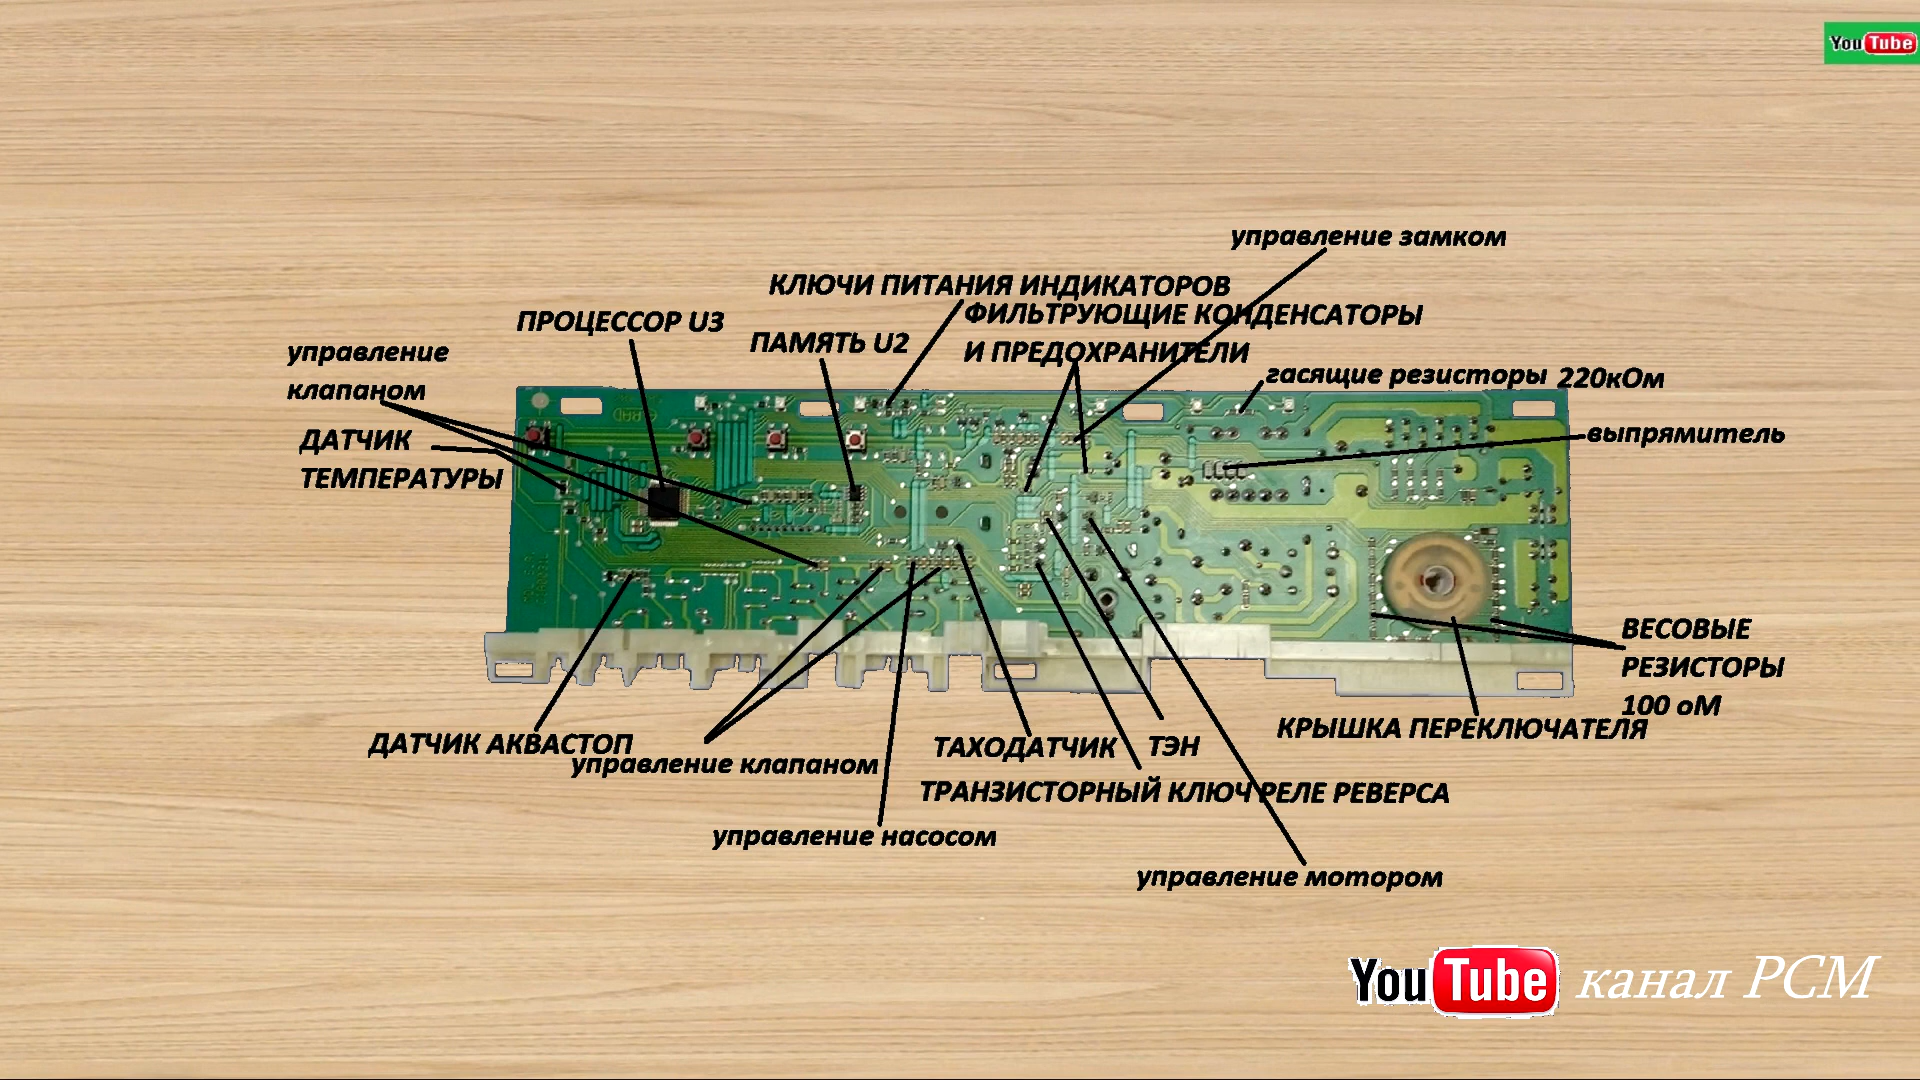 YouTube
управление замком
КЛЮЧИ ПИТАНИЯ ИНДИКАТОРОВ
ФИЛЬТРУЮЩИЕ КОНДЕНСАТОРЫ
И ПРЕДОХРАНИТЕЛИ
ПРОЦЕССОР U3
ПАМЯТЬ U2
управление
клапаном
гасящие резисторы 220кОм
ДАТЧИК
ТЕМПЕРАТУРЫ
выпрямитель
ВЕСОВЫЕ
РЕЗИСТОРЫ
100 оМ
КРЫШКА ПЕРЕКЛЮЧАТЕЛЯ
ДАТЧИК АКВАСТОП
управление клапаном
ТАХОДАТЧИК
ТЭН
ТРАНЗИСТОРНЫЙ КЛЮЧ РЕЛЕ РЕВЕРСА
управление насосом
управление мотором
YouTube канал РСМ